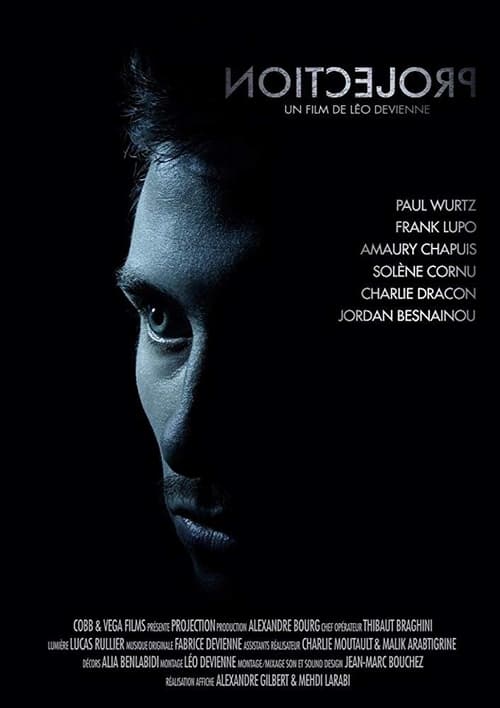 PROJECTION
UN FILM DE LÉO DEVIENNE
PAUL WURTZ
FRANK LUPO
AMAURY CHAPUIS
SOLÈNE CORNU
CHARLIE DRACON
JORDAN BESNAINOU
COBB & VEGA FILMS PRÉSENTE PROJECTION PRODUCTION ALEXANDRE BOURG CHEF OPÉRATEUR THIBAUT BRAGHINI
LUMIÈRE LUCAS RULLIER MUSIQUE ORIGINALE FABRICE DEVIENNE ASSISTANTS RÉALISATEUR CHARLIE MOUTAULT & MALIK ARABTIGRINE
DÉCORS ALIA BENLABIDI MONTAGE LÉO DEVIENNE MONTAGE/MIXAGE SON ET SOUND DESIGN JEAN-MARC BOUCHEZ
RÉALISATION AFFICHE ALEXANDRE GILBERT & MEHDI LARABI